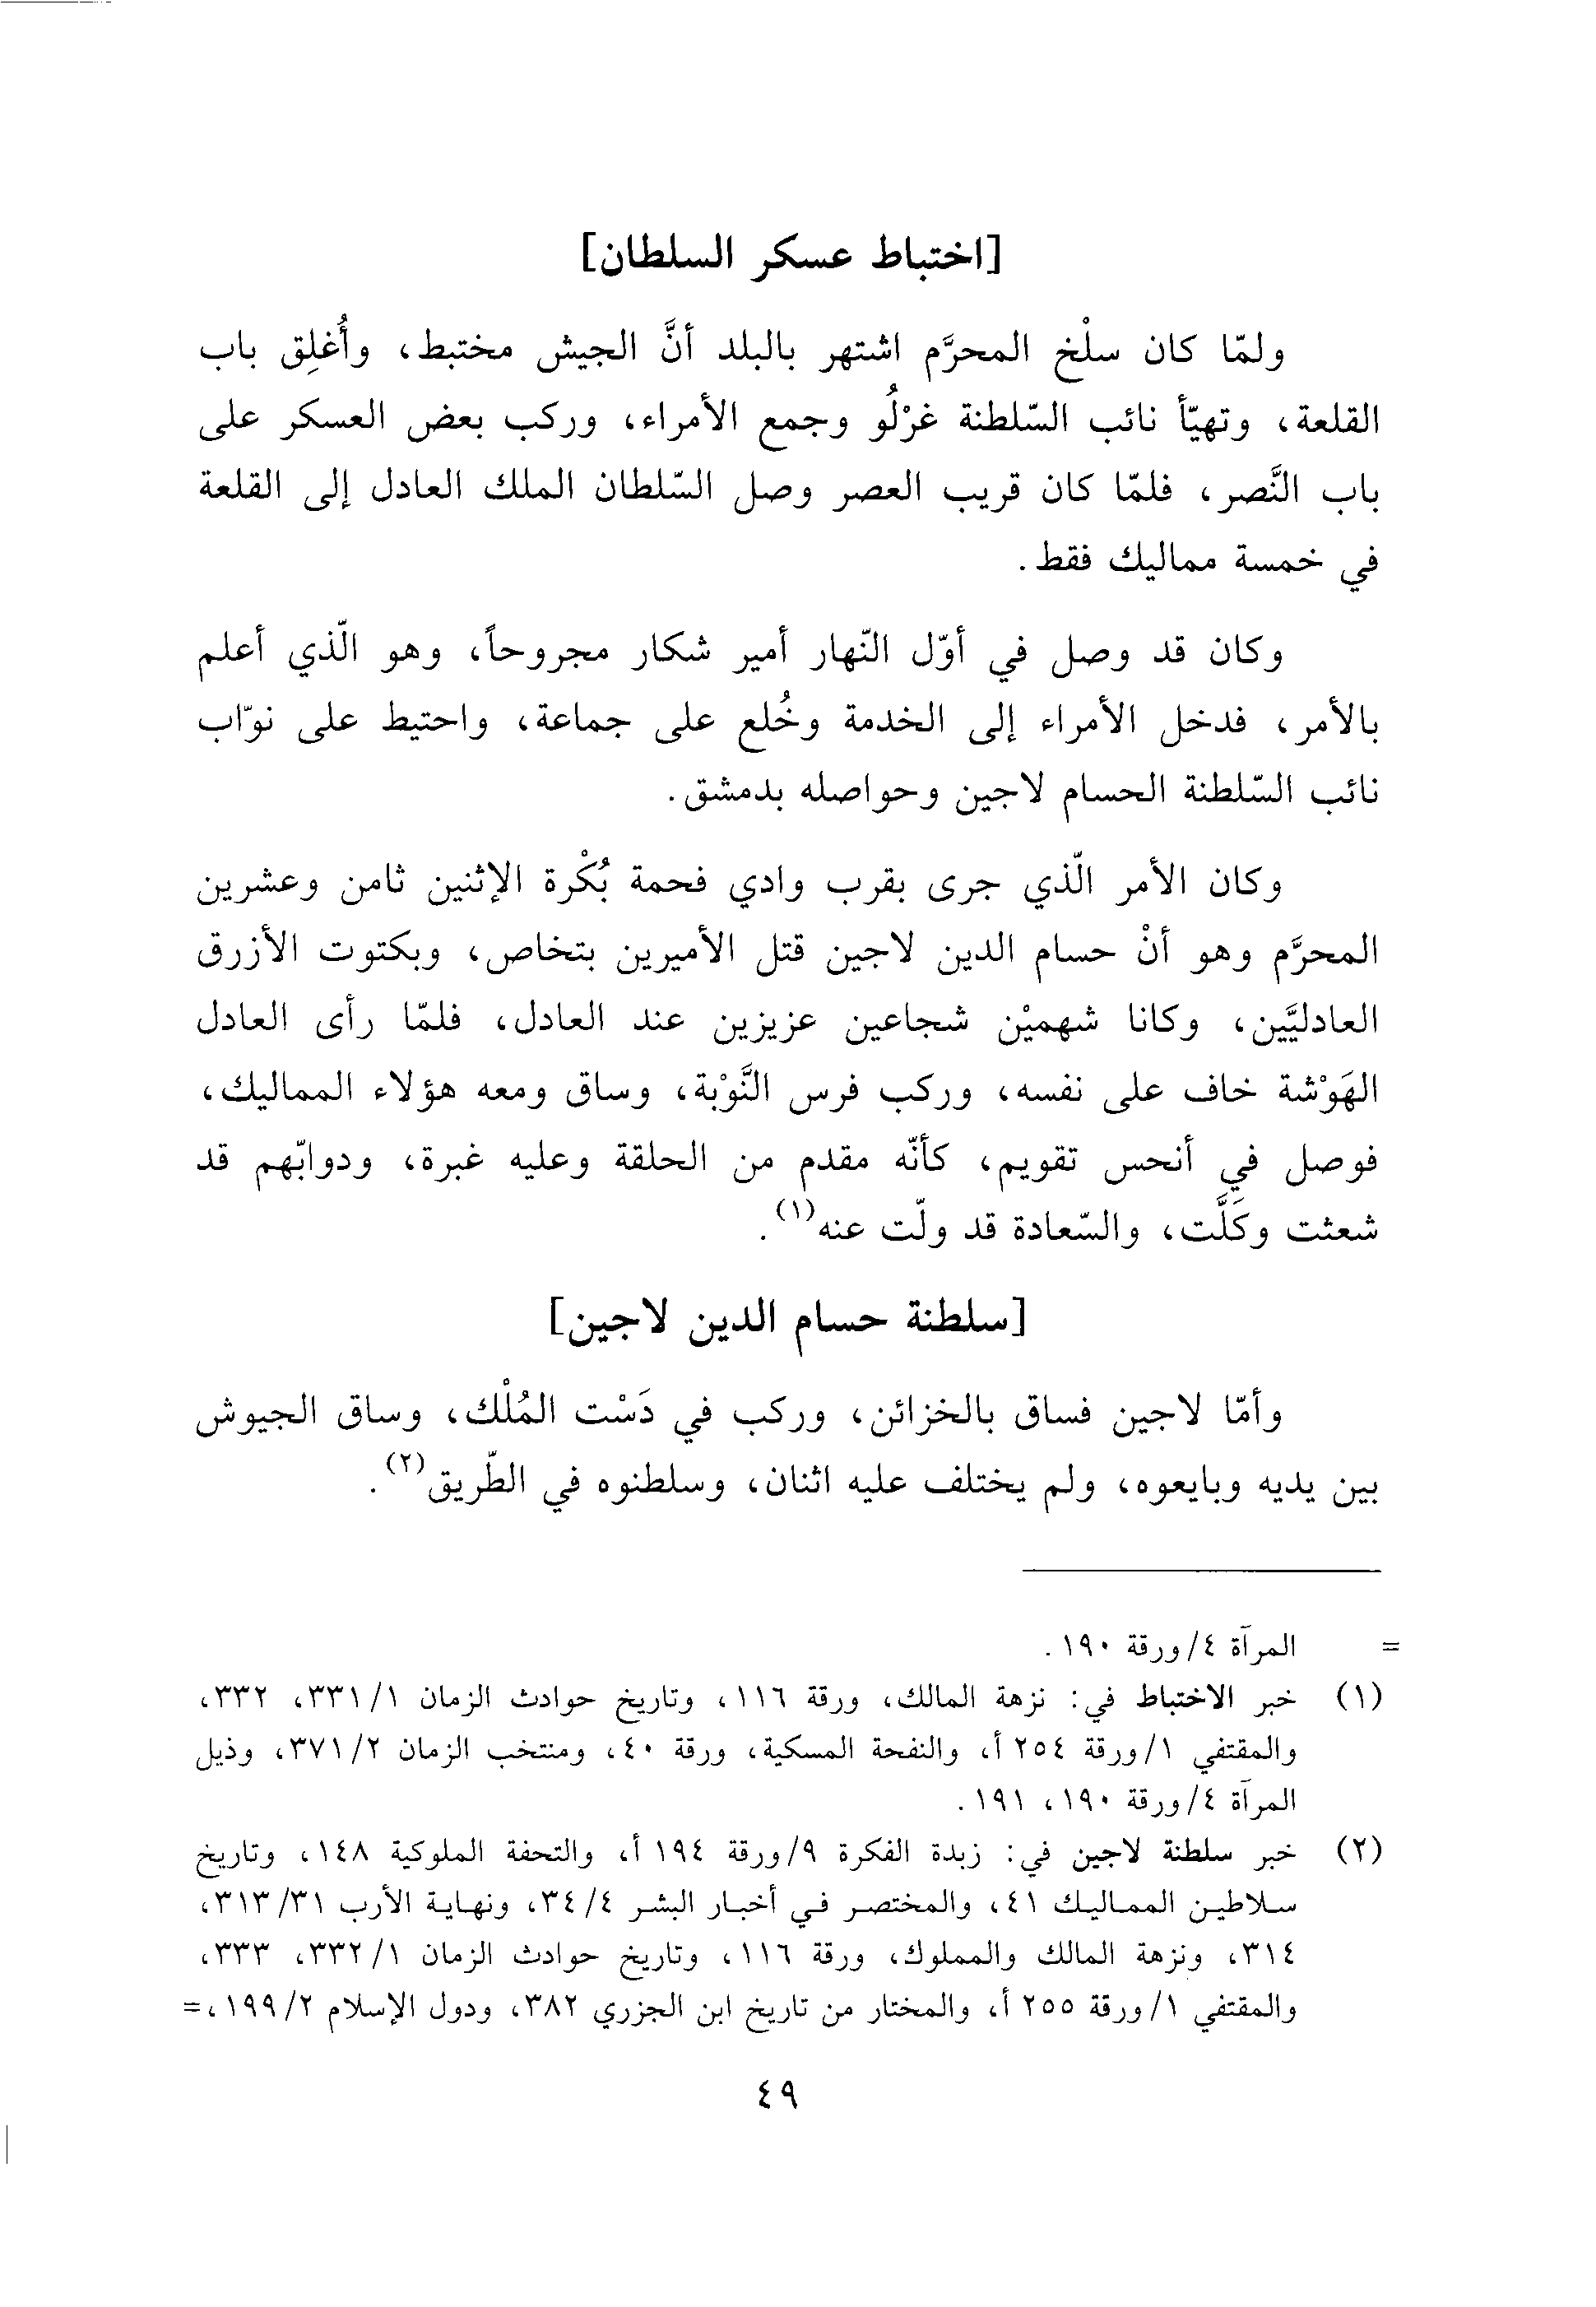 [اختباط عسكر السلطان]
ولمّا كان سلْخ المحرَّم اشتهر بالبلد أنَّ الجيش مختبط، وأُغلِق باب
القلعة، وتهيّأ نائب السّلطنة غرْلُو وجمع الأمراء، وركب بعض العسكر على
باب النَّصر، فلمّا كان قريب العصر وصل السّلطان الملك العادل إلى القلعة
في خمسة مماليك فقط.
وكان قد وصل في أوّل النّهار أمير شكار مجروحاً، وهو الّذي أعلم
بالأمر، فدخل الأمراء إلى الخدمة وخُلع على جماعة، واحتيط على نوّاب
نائب السّلطنة الحسام لاجين وحواصله بدمشق.
وكان الأمر الّذي جرى بقرب وادي فحمة بُكْرة الإثنين ثامن وعشرين
المحرَّم وهو أنْ حسام الدين لاجين قتل الأميرين بتخاص، وبكتوت الأزرق
العادليَّين، وكانا شهميْن شجاعين عزيزين عند العادل، فلمّا رأى العادل
الهَوْشة خاف على نفسه، وركب فرس النَّوْبة، وساق ومعه هؤلاء المماليك،
فوصل في أنحس تقويم، كأنّه مقدم من الحلقة وعليه غبرة، ودوابّهم قد
شعثت وكَلَّت، والسّعادة قد ولّت عنه(١).
[سلطنة حسام الدين لاجين]
وأمّا لاجين فساق بالخزائن، وركب في دَسْت المُلْك، وساق الجيوش
بين يديه وبايعوه، ولم يختلف عليه اثنان، وسلطنوه في الطّريق(٢).
= المرآة ٤/ورقة ١٩٠.
(١) خبر الاختباط في: نزهة المالك، ورقة ١١٦، وتاريخ حوادث الزمان ١/٣٣١، ٣٣٢،
والمقتفي ١/ورقة ٢٥٤ أ، والنفحة المسكية، ورقة ٤٠، ومنتخب الزمان ٢/٣٧١، وذيل
المرآة ٤/ورقة ١٩٠، ١٩١.
(٢) خبر سلطنة لاجين في: زبدة الفكرة ٩/ورقة ١٩٤ أ، والتحفة الملوكية ١٤٨، وتاريخ
سلاطين المماليك ٤١، والمختصر في أخبار البشر ٤/٣٤، ونهاية الأرب ٣١/٣١٣،
٣١٤، ونزهة المالك والمملوك، ورقة ١١٦، وتاريخ حوادث الزمان ١/٣٣٢، ٣٣٣،
والمقتفي ١/ورقة ٢٥٥ أ، والمختار من تاريخ ابن الجزري ٣٨٢، ودول الإسلام ٢/١٩٩،=
٤٩